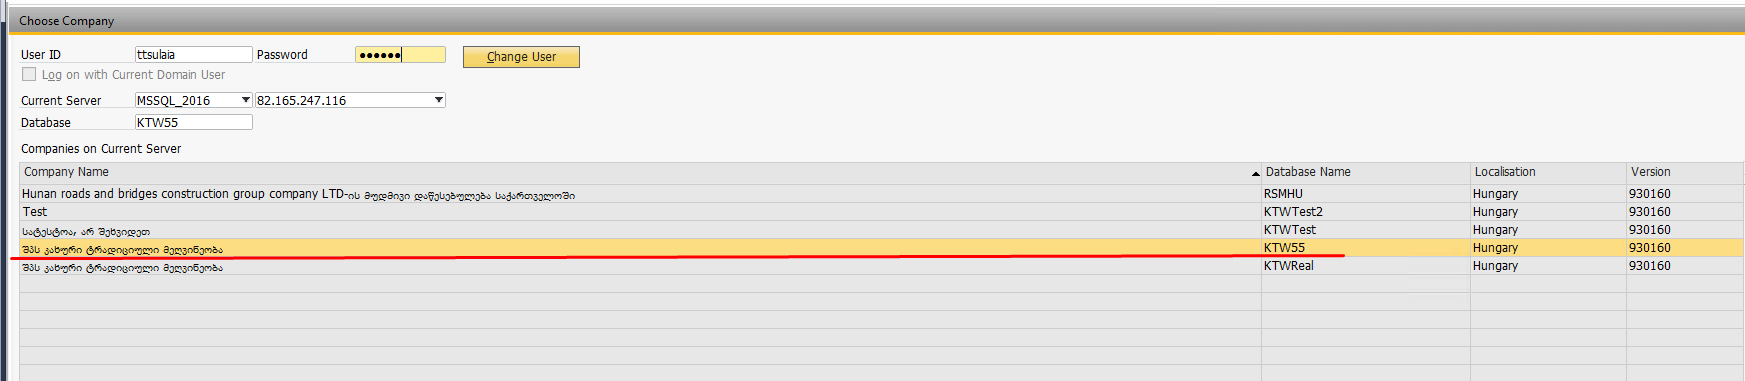 Choose Company
User ID ttsulaia Password ●●●●●● Change User
Log on with Current Domain User
Current Server MSSQL_2016 82.165.247.116
Database KTW55
Companies on Current Server
Company Name Database Name Localisation Version
Hunan roads and bridges construction group company LTD-ის მუდმივი დაწესებულება საქართველოში RSMHU Hungary 930160
Test KTWTest2 Hungary 930160
სატესტოა, არ შეხვიდეთ KTWTest Hungary 930160
შპს კახური ტრადიციული მეღვინეობა KTW55 Hungary 930160
შპს კახური ტრადიციული მეღვინეობა KTWReal Hungary 930160